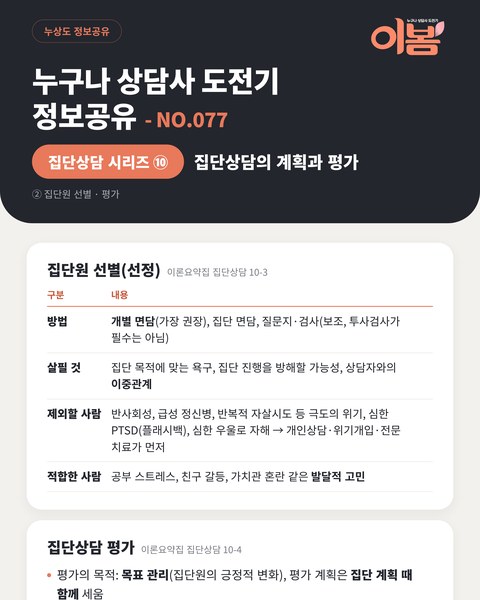 누상도 정보공유
누구나 상담사 도전기
이봄
누구나 상담사 도전기
정보공유 - NO.077
집단상담 시리즈 ⑩ 집단상담의 계획과 평가
② 집단원 선별 · 평가
집단원 선별(선정) 이론요약집 집단상담 10-3
구분 내용
방법 개별 면담(가장 권장), 집단 면담, 질문지·검사(보조, 투사검사가
필수는 아님)
살필 것 집단 목적에 맞는 욕구, 집단 진행을 방해할 가능성, 상담자와의
이중관계
제외할 사람 반사회성, 급성 정신병, 반복적 자살시도 등 극도의 위기, 심한
PTSD(플래시백), 심한 우울로 자해 → 개인상담·위기개입·전문
치료가 먼저
적합한 사람 공부 스트레스, 친구 갈등, 가치관 혼란 같은 발달적 고민
집단상담 평가 이론요약집 집단상담 10-4
• 평가의 목적: 목표 관리(집단원의 긍정적 변화), 평가 계획은 집단 계획 때
함께 세움